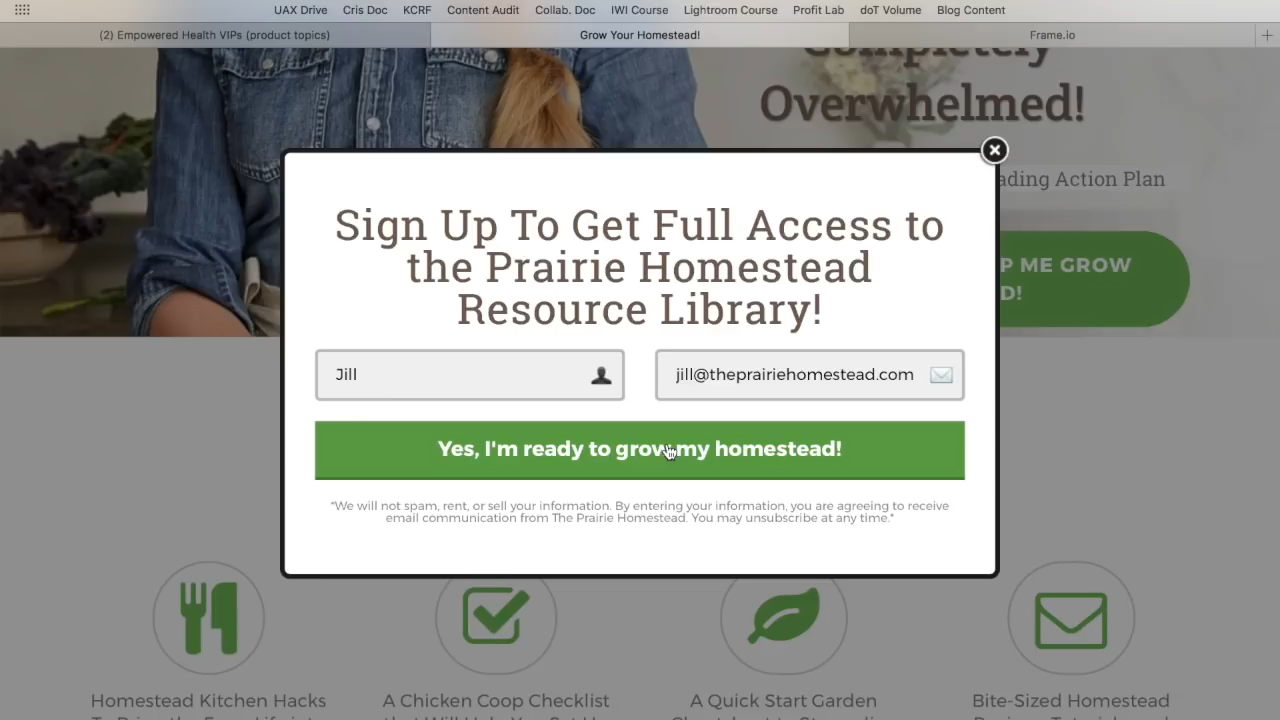 UAX Drive Cris Doc KCRF Content Audit Collab. Doc IWI Course Lightroom Course Profit Lab doT Volume Blog Content
(2) Empowered Health VIPs (product topics) Grow Your Homestead! Frame.io
Completely
Overwhelmed!
ading Action Plan
P ME GROW
D!
Sign Up To Get Full Access to
the Prairie Homestead
Resource Library!
Jill jill@theprairiehomestead.com
Yes, I'm ready to grow my homestead!
*We will not spam, rent, or sell your information. By entering your information, you are agreeing to receive
email communication from The Prairie Homestead. You may unsubscribe at any time.*
Homestead Kitchen Hacks A Chicken Coop Checklist A Quick Start Garden Bite-Sized Homestead